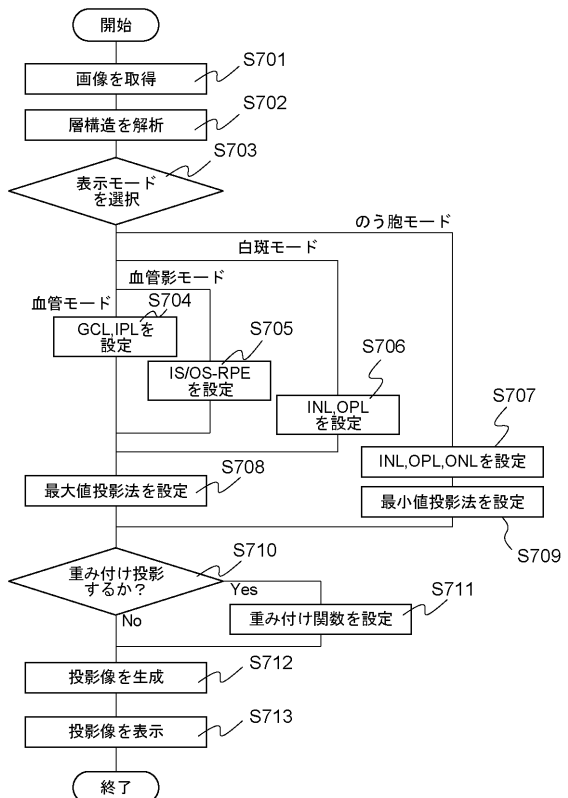 開始
S701
画像を取得
S702
層構造を解析
S703
表示モード
を選択
のう胞モード
白斑モード
血管影モード
血管モード
S704
GCL,IPLを
設定
S705
IS/OS-RPE
を設定
S706
INL,OPL
を設定
S707
INL,OPL,ONLを設定
S708
最大値投影法を設定
最小値投影法を設定
S709
S710
重み付け投影
するか？
Yes
No
S711
重み付け関数を設定
S712
投影像を生成
S713
投影像を表示
終了